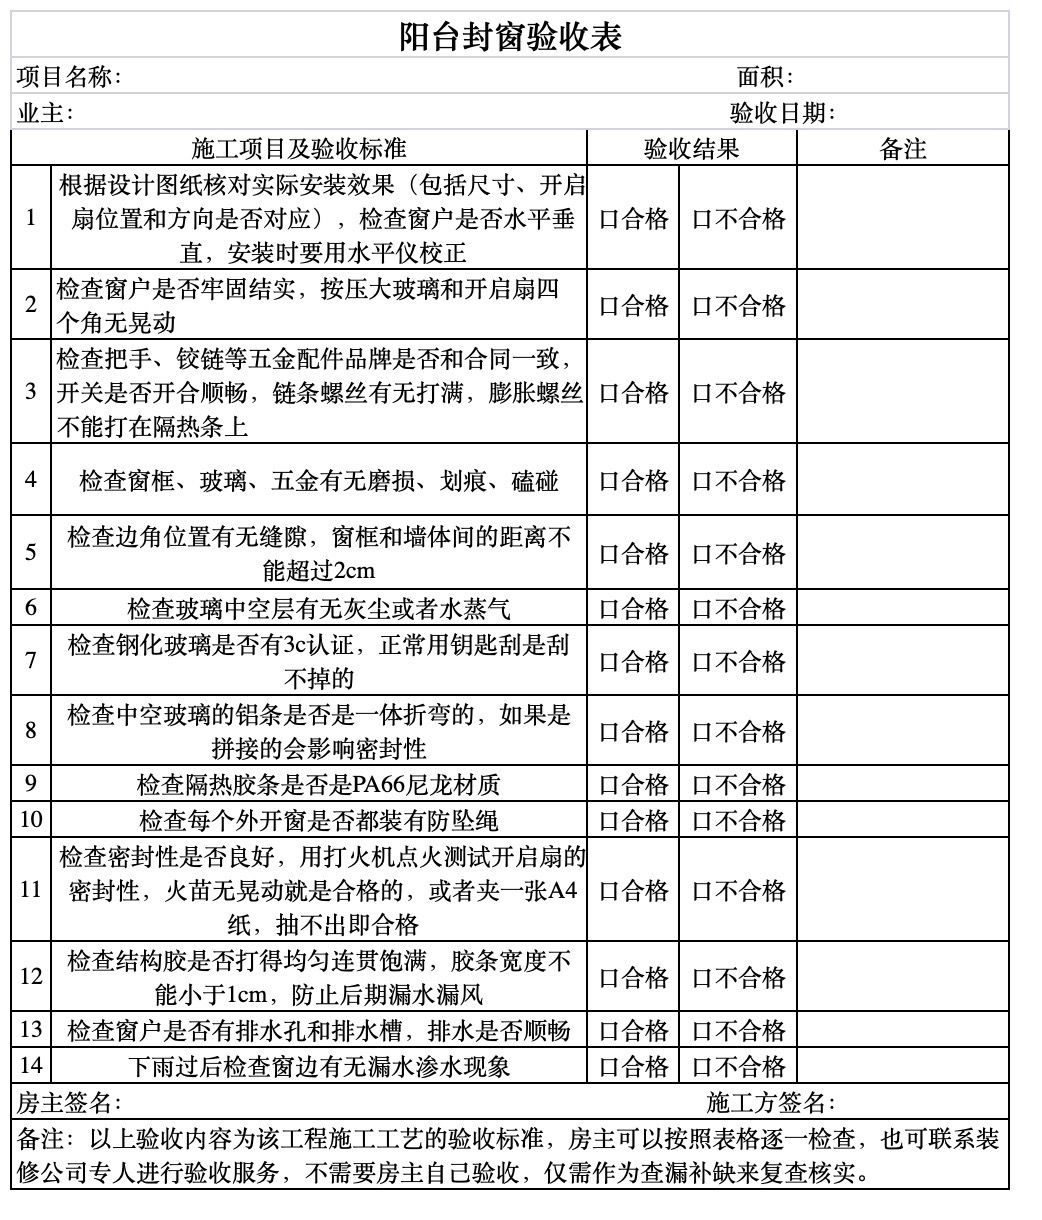 阳台封窗验收表
项目名称： 面积：
业主： 验收日期：
施工项目及验收标准 验收结果 备注
1 根据设计图纸核对实际安装效果（包括尺寸、开启
扇位置和方向是否对应），检查窗户是否水平垂
直，安装时要用水平仪校正
口合格 口不合格
2 检查窗户是否牢固结实，按压大玻璃和开启扇四
个角无晃动
口合格 口不合格
3 检查把手、铰链等五金配件品牌是否和合同一致，
开关是否开合顺畅，链条螺丝有无打满，膨胀螺丝
不能打在隔热条上
口合格 口不合格
4 检查窗框、玻璃、五金有无磨损、划痕、磕碰 口合格 口不合格
5 检查边角位置有无缝隙，窗框和墙体间的距离不
能超过2cm
口合格 口不合格
6 检查玻璃中空层有无灰尘或者水蒸气 口合格 口不合格
7 检查钢化玻璃是否有3c认证，正常用钥匙刮是刮
不掉的
口合格 口不合格
8 检查中空玻璃的铝条是否是一体折弯的，如果是
拼接的会影响密封性
口合格 口不合格
9 检查隔热胶条是否是PA66尼龙材质 口合格 口不合格
10 检查每个外开窗是否都装有防坠绳 口合格 口不合格
11 检查密封性是否良好，用打火机点火测试开启扇的
密封性，火苗无晃动就是合格的，或者夹一张A4
纸，抽不出即合格
口合格 口不合格
12 检查结构胶是否打得均匀连贯饱满，胶条宽度不
能小于1cm，防止后期漏水漏风
口合格 口不合格
13 检查窗户是否有排水孔和排水槽，排水是否顺畅 口合格 口不合格
14 下雨过后检查窗边有无漏水渗水现象 口合格 口不合格
房主签名： 施工方签名：
备注：以上验收内容为该工程施工工艺的验收标准，房主可以按照表格逐一检查，也可联系装
修公司专人进行验收服务，不需要房主自己验收，仅需作为查漏补缺来复查核实。